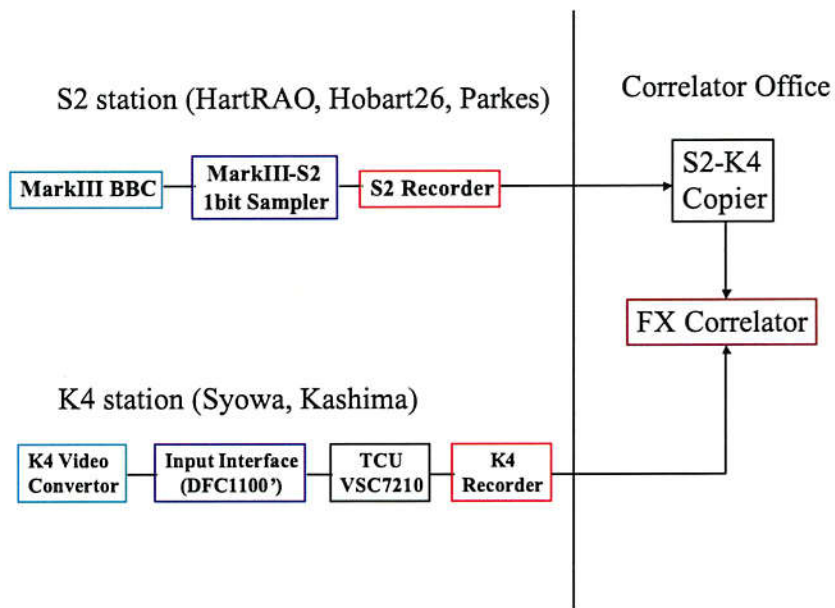 S2 station (HartRAO, Hobart26, Parkes)
MarkIII BBC
MarkIII-S2
1bit Sampler
S2 Recorder
Correlator Office
S2-K4
Copier
FX Correlator
K4 station (Syowa, Kashima)
K4 Video
Convertor
Input Interface
(DFC1100’)
TCU
VSC7210
K4
Recorder